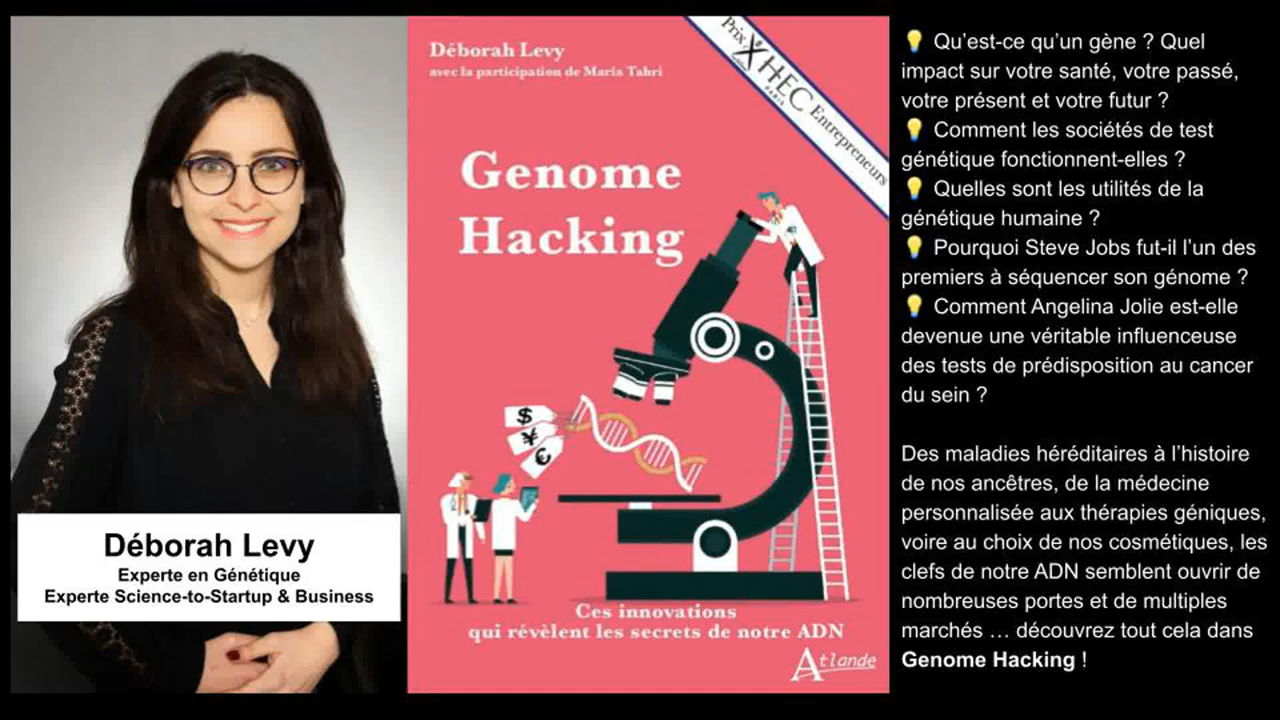 Déborah Levy
Experte en Génétique
Experte Science-to-Startup & Business
Déborah Levy
avec la participation de Maria Tahri
Prix HEC PARIS Entrepreneurs
Genome
Hacking
$
¥
€
Ces innovations
qui révèlent les secrets de notre ADN
Atlande
💡 Qu’est-ce qu’un gène ? Quel
impact sur votre santé, votre passé,
votre présent et votre futur ?
💡 Comment les sociétés de test
génétique fonctionnent-elles ?
💡 Quelles sont les utilités de la
génétique humaine ?
💡 Pourquoi Steve Jobs fut-il l’un des
premiers à séquencer son génome ?
💡 Comment Angelina Jolie est-elle
devenue une véritable influenceuse
des tests de prédisposition au cancer
du sein ?
Des maladies héréditaires à l’histoire
de nos ancêtres, de la médecine
personnalisée aux thérapies géniques,
voire au choix de nos cosmétiques, les
clefs de notre ADN semblent ouvrir de
nombreuses portes et de multiples
marchés … découvrez tout cela dans
Genome Hacking !